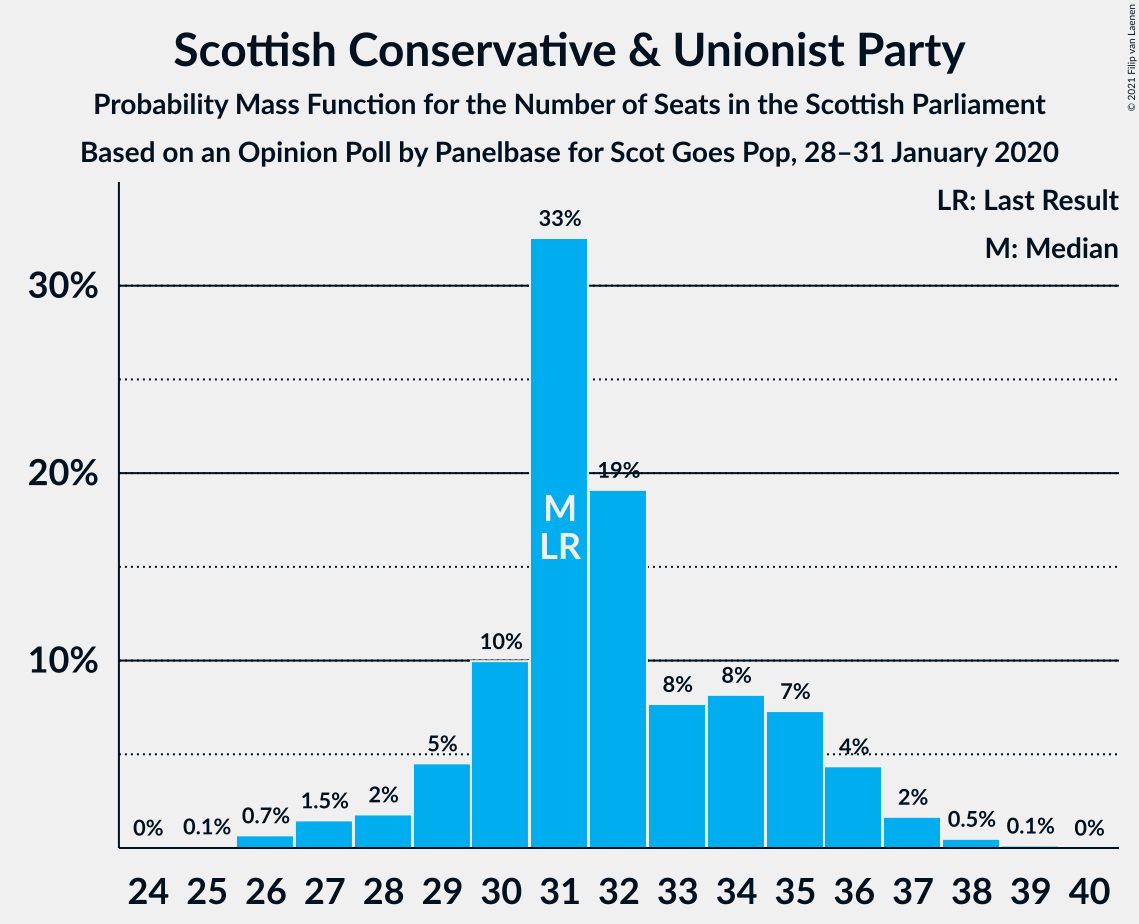 Scottish Conservative & Unionist Party
Probability Mass Function for the Number of Seats in the Scottish Parliament
Based on an Opinion Poll by Panelbase for Scot Goes Pop, 28–31 January 2020
© 2021 Filip van Laenen
LR: Last Result
M: Median
30%
20%
10%
0%
0.1%
0.7%
1.5%
2%
5%
10%
33%
19%
8%
8%
7%
4%
2%
0.5%
0.1%
0%
M
LR
24 25 26 27 28 29 30 31 32 33 34 35 36 37 38 39 40